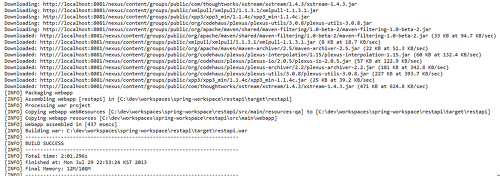 Downloading: http://localhost:8081/nexus/content/groups/public/com/thoughtworks/xstream/xstream/1.4.3/xstream-1.4.3.jar
Downloading: http://localhost:8081/nexus/content/groups/public/xmlpull/xmlpull/1.1.3.1/xmlpull-1.1.3.1.jar
Downloading: http://localhost:8081/nexus/content/groups/public/xpp3/xpp3_min/1.1.4c/xpp3_min-1.1.4c.jar
Downloading: http://localhost:8081/nexus/content/groups/public/org/codehaus/plexus/plexus-utils/3.0.8/plexus-utils-3.0.8.jar
Downloading: http://localhost:8081/nexus/content/groups/public/org/apache/maven/shared/maven-filtering/1.0-beta-2/maven-filtering-1.0-beta-2.jar
Downloaded: http://localhost:8081/nexus/content/groups/public/org/apache/maven/shared/maven-filtering/1.0-beta-2/maven-filtering-1.0-beta-2.jar (33 KB at 94.7 KB/sec)
Downloaded: http://localhost:8081/nexus/content/groups/public/xmlpull/xmlpull/1.1.3.1/xmlpull-1.1.3.1.jar (8 KB at 18.7 KB/sec)
Downloaded: http://localhost:8081/nexus/content/groups/public/org/apache/maven/maven-archiver/2.5/maven-archiver-2.5.jar (22 KB at 51.3 KB/sec)
Downloaded: http://localhost:8081/nexus/content/groups/public/org/codehaus/plexus/plexus-interpolation/1.15/plexus-interpolation-1.15.jar (60 KB at 132.4 KB/sec)
Downloaded: http://localhost:8081/nexus/content/groups/public/org/codehaus/plexus/plexus-io/2.0.5/plexus-io-2.0.5.jar (57 KB at 122.9 KB/sec)
Downloaded: http://localhost:8081/nexus/content/groups/public/org/codehaus/plexus/plexus-archiver/2.2/plexus-archiver-2.2.jar (181 KB at 342.8 KB/sec)
Downloaded: http://localhost:8081/nexus/content/groups/public/org/codehaus/plexus/plexus-utils/3.0.8/plexus-utils-3.0.8.jar (227 KB at 393.7 KB/sec)
Downloaded: http://localhost:8081/nexus/content/groups/public/xpp3/xpp3_min/1.1.4c/xpp3_min-1.1.4c.jar (25 KB at 39.2 KB/sec)
Downloaded: http://localhost:8081/nexus/content/groups/public/com/thoughtworks/xstream/xstream/1.4.3/xstream-1.4.3.jar (471 KB at 624.8 KB/sec)
[INFO] Packaging webapp
[INFO] Assembling webapp [restapi] in [C:\dev\workspaces\spring-workspace\restapi\target\restapi]
[INFO] Processing war project
[INFO] Copying webapp webResources [C:\dev\workspaces\spring-workspace\restapi/src/main/resources-qa] to [C:\dev\workspaces\spring-workspace\restapi\target\restapi]
[INFO] Copying webapp resources [C:\dev\workspaces\spring-workspace\restapi\src\main\webapp]
[INFO] Webapp assembled in [437 msecs]
[INFO] Building war: C:\dev\workspaces\spring-workspace\restapi\target\restapi.war
[INFO] ------------------------------------------------------------------------
[INFO] BUILD SUCCESS
[INFO] ------------------------------------------------------------------------
[INFO] Total time: 2:01.296s
[INFO] Finished at: Mon Jul 29 22:53:24 KST 2013
[INFO] Final Memory: 12M/108M
[INFO] ------------------------------------------------------------------------